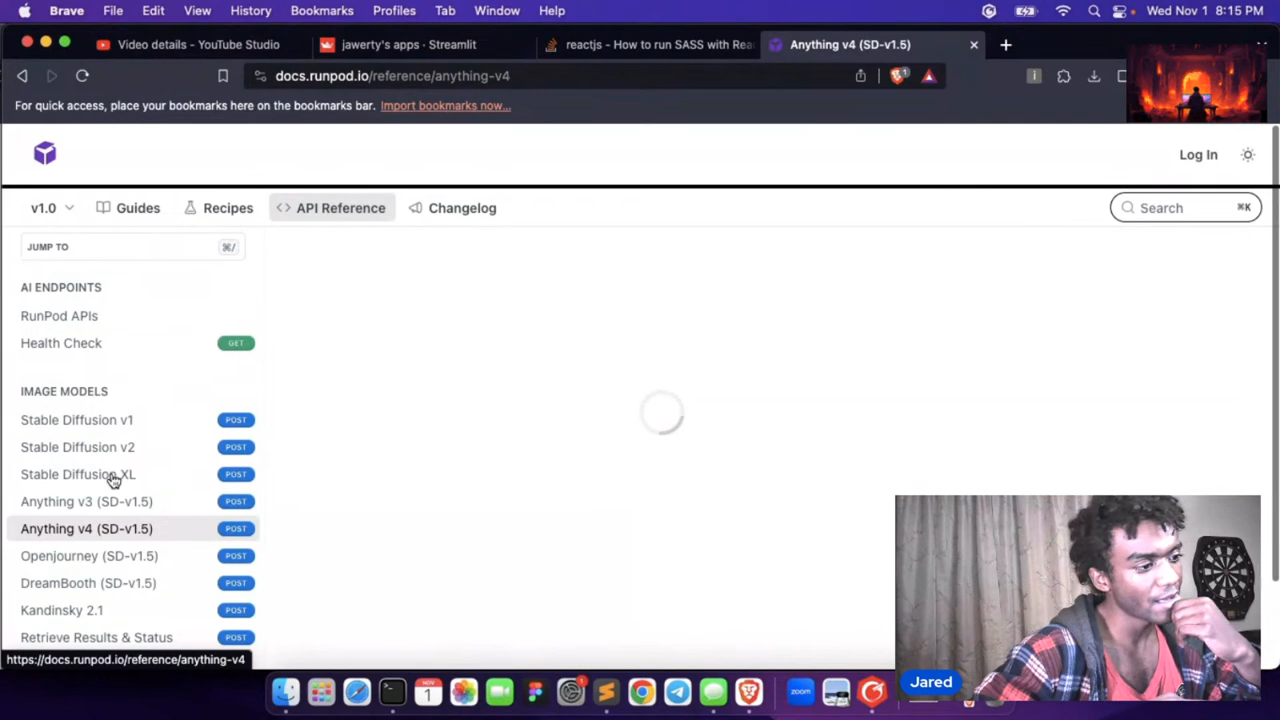 Brave File Edit View History Bookmarks Profiles Tab Window Help Wed Nov 1 8:15 PM
Video details - YouTube Studio jawerty's apps · Streamlit reactjs - How to run SASS with Rea Anything v4 (SD-v1.5)
docs.runpod.io/reference/anything-v4 1
For quick access, place your bookmarks here on the bookmarks bar. Import bookmarks now...
Log In
v1.0 Guides Recipes <> API Reference Changelog Search ⌘K
JUMP TO ⌘/
AI ENDPOINTS
RunPod APIs
Health Check GET
IMAGE MODELS
Stable Diffusion v1 POST
Stable Diffusion v2 POST
Stable Diffusion XL POST
Anything v3 (SD-v1.5) POST
Anything v4 (SD-v1.5) POST
Openjourney (SD-v1.5) POST
DreamBooth (SD-v1.5) POST
Kandinsky 2.1 POST
Retrieve Results & Status POST
https://docs.runpod.io/reference/anything-v4
Jared
NOV
1 1 zoom